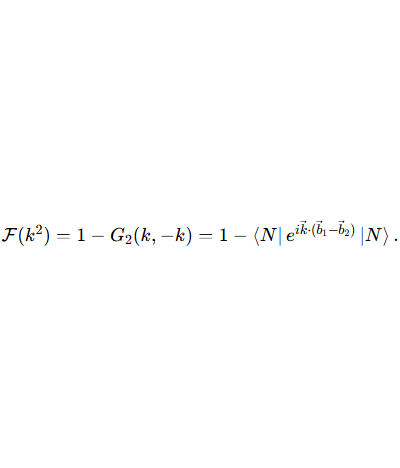 $\mathcal{F}(k^2) = 1 - G_2(k, -k) = 1 - \langle N | \, e^{i\vec{k}\cdot(\vec{b}_1 - \vec{b}_2)} \, | N \rangle \, .$